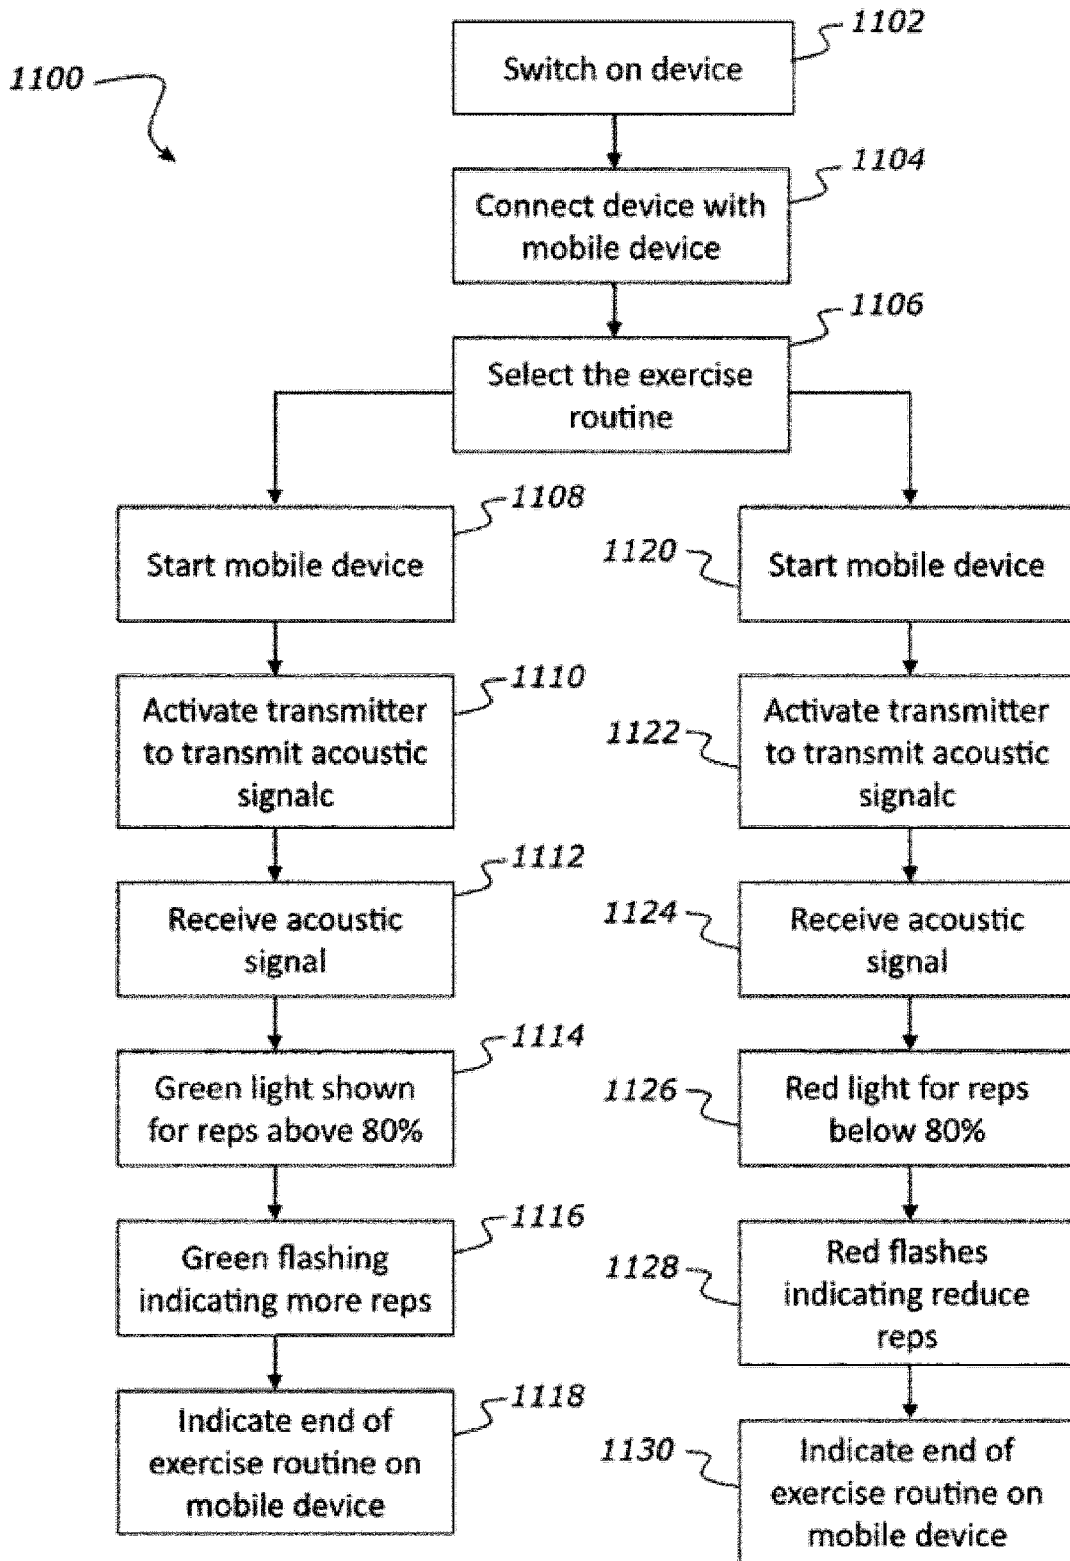 1102
Switch on device
1100
1104
Connect device with
mobile device
1106
Select the exercise
routine
1108
Start mobile device
1110
Activate transmitter
to transmit acoustic
signalc
1112
Receive acoustic
signal
1114
Green light shown
for reps above 80%
1116
Green flashing
indicating more reps
1118
Indicate end of
exercise routine on
mobile device
1120
Start mobile device
1122
Activate transmitter
to transmit acoustic
signalc
1124
Receive acoustic
signal
1126
Red light for reps
below 80%
1128
Red flashes
indicating reduce
reps
1130
Indicate end of
exercise routine on
mobile device